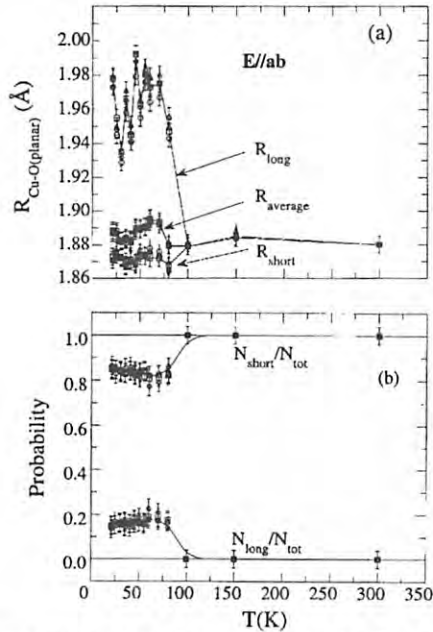 (a)
E//ab
2.00
1.98
1.96
1.94
1.92
1.90
1.88
1.86
R_Cu-O(planar) (Å)
R_long
R_average
R_short
(b)
1.0
0.8
0.6
0.4
0.2
0.0
Probability
N_short/N_tot
N_long/N_tot
0 50 100 150 200 250 300 350
T(K)